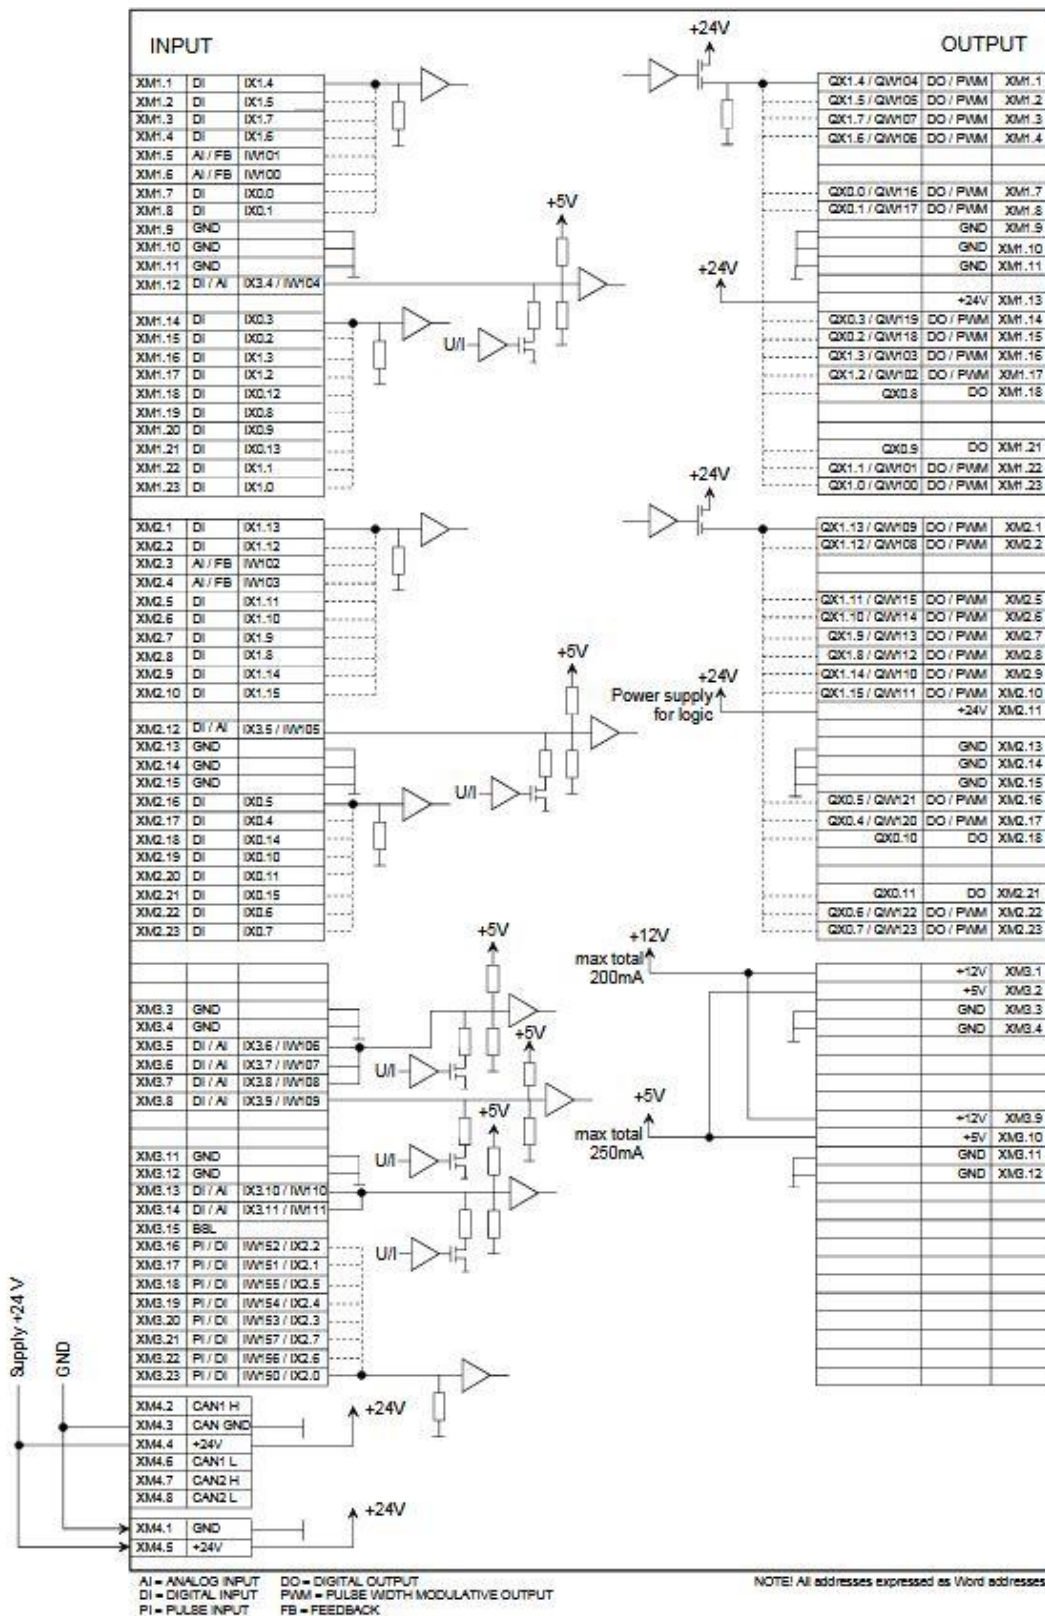 INPUT
OUTPUT
+24V
XM1.1 DI IX1.4
XM1.2 DI IX1.5
XM1.3 DI IX1.7
XM1.4 DI IX1.6
XM1.5 AI / FB IW101
XM1.6 AI / FB IW100
XM1.7 DI IX0.0
XM1.8 DI IX0.1
XM1.9 GND
XM1.10 GND
XM1.11 GND
XM1.12 DI / AI IX3.4 / IW104
XM1.14 DI IX0.3
XM1.15 DI IX0.2
XM1.16 DI IX1.3
XM1.17 DI IX1.2
XM1.18 DI IX0.12
XM1.19 DI IX0.8
XM1.20 DI IX0.9
XM1.21 DI IX0.13
XM1.22 DI IX1.1
XM1.23 DI IX1.0
+5V
U/I
+24V
QX1.4 / QW104 DO / PWM XM1.1
QX1.5 / QW105 DO / PWM XM1.2
QX1.7 / QW107 DO / PWM XM1.3
QX1.6 / QW106 DO / PWM XM1.4
QX0.0 / QW116 DO / PWM XM1.7
QX0.1 / QW117 DO / PWM XM1.8
GND XM1.9
GND XM1.10
GND XM1.11
+24V XM1.13
QX0.3 / QW119 DO / PWM XM1.14
QX0.2 / QW118 DO / PWM XM1.15
QX1.3 / QW103 DO / PWM XM1.16
QX1.2 / QW102 DO / PWM XM1.17
QX0.8 DO XM1.18
QX0.9 DO XM1.21
QX1.1 / QW101 DO / PWM XM1.22
QX1.0 / QW100 DO / PWM XM1.23
+24V
XM2.1 DI IX1.13
XM2.2 DI IX1.12
XM2.3 AI / FB IW102
XM2.4 AI / FB IW103
XM2.5 DI IX1.11
XM2.6 DI IX1.10
XM2.7 DI IX1.9
XM2.8 DI IX1.8
XM2.9 DI IX1.14
XM2.10 DI IX1.15
XM2.12 DI / AI IX3.5 / IW105
XM2.13 GND
XM2.14 GND
XM2.15 GND
XM2.16 DI IX0.5
XM2.17 DI IX0.4
XM2.18 DI IX0.14
XM2.19 DI IX0.10
XM2.20 DI IX0.11
XM2.21 DI IX0.15
XM2.22 DI IX0.6
XM2.23 DI IX0.7
+5V
U/I
+24V
Power supply
for logic
QX1.13 / QW109 DO / PWM XM2.1
QX1.12 / QW108 DO / PWM XM2.2
QX1.11 / QW115 DO / PWM XM2.5
QX1.10 / QW114 DO / PWM XM2.6
QX1.9 / QW113 DO / PWM XM2.7
QX1.8 / QW112 DO / PWM XM2.8
QX1.14 / QW110 DO / PWM XM2.9
QX1.15 / QW111 DO / PWM XM2.10
+24V XM2.11
GND XM2.13
GND XM2.14
GND XM2.15
QX0.5 / QW121 DO / PWM XM2.16
QX0.4 / QW120 DO / PWM XM2.17
QX0.10 DO XM2.18
QX0.11 DO XM2.21
QX0.6 / QW122 DO / PWM XM2.22
QX0.7 / QW123 DO / PWM XM2.23
XM3.3 GND
XM3.4 GND
XM3.5 DI / AI IX3.6 / IW106
XM3.6 DI / AI IX3.7 / IW107
XM3.7 DI / AI IX3.8 / IW108
XM3.8 DI / AI IX3.9 / IW109
XM3.11 GND
XM3.12 GND
XM3.13 DI / AI IX3.10 / IW110
XM3.14 DI / AI IX3.11 / IW111
XM3.15 BSL
XM3.16 PI / DI IW152 / IX2.2
XM3.17 PI / DI IW151 / IX2.1
XM3.18 PI / DI IW155 / IX2.5
XM3.19 PI / DI IW154 / IX2.4
XM3.20 PI / DI IW153 / IX2.3
XM3.21 PI / DI IW157 / IX2.7
XM3.22 PI / DI IW156 / IX2.6
XM3.23 PI / DI IW150 / IX2.0
+5V
+5V
U/I
+5V
U/I
U/I
+12V
max total
200mA
+5V
max total
250mA
+12V XM3.1
+5V XM3.2
GND XM3.3
GND XM3.4
+12V XM3.9
+5V XM3.10
GND XM3.11
GND XM3.12
Supply +24 V
GND
XM4.2 CAN1 H
XM4.3 CAN GND
XM4.4 +24V
XM4.6 CAN1 L
XM4.7 CAN2 H
XM4.8 CAN2 L
+24V
XM4.1 GND
XM4.5 +24V
+24V
AI = ANALOG INPUT DO = DIGITAL OUTPUT
DI = DIGITAL INPUT PWM = PULSE WIDTH MODULATIVE OUTPUT
PI = PULSE INPUT FB = FEEDBACK
NOTE! All addresses expressed as Word addresses